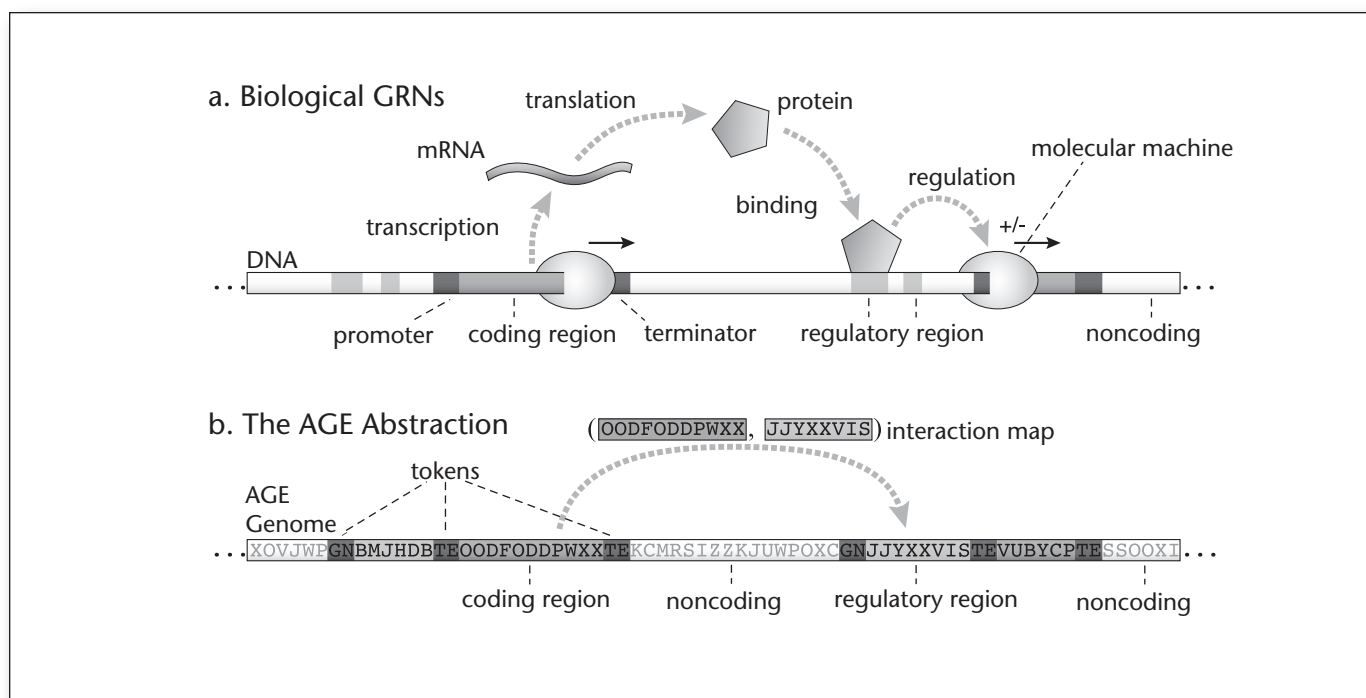 a. Biological GRNs
translation
protein
mRNA
molecular machine
regulation
binding
+/-
transcription
DNA
... ...
promoter coding region terminator regulatory region noncoding
b. The AGE Abstraction
(OODFODDPWXX, JJYXXVIS) interaction map
tokens
AGE
Genome
... XOVJWPGNBMJHDBTEOODFODDPWXXTEKCMRSIZZKJUWPOXCGNJJYXXVISTEVUBYCPTESSOOXI ...
coding region noncoding regulatory region noncoding